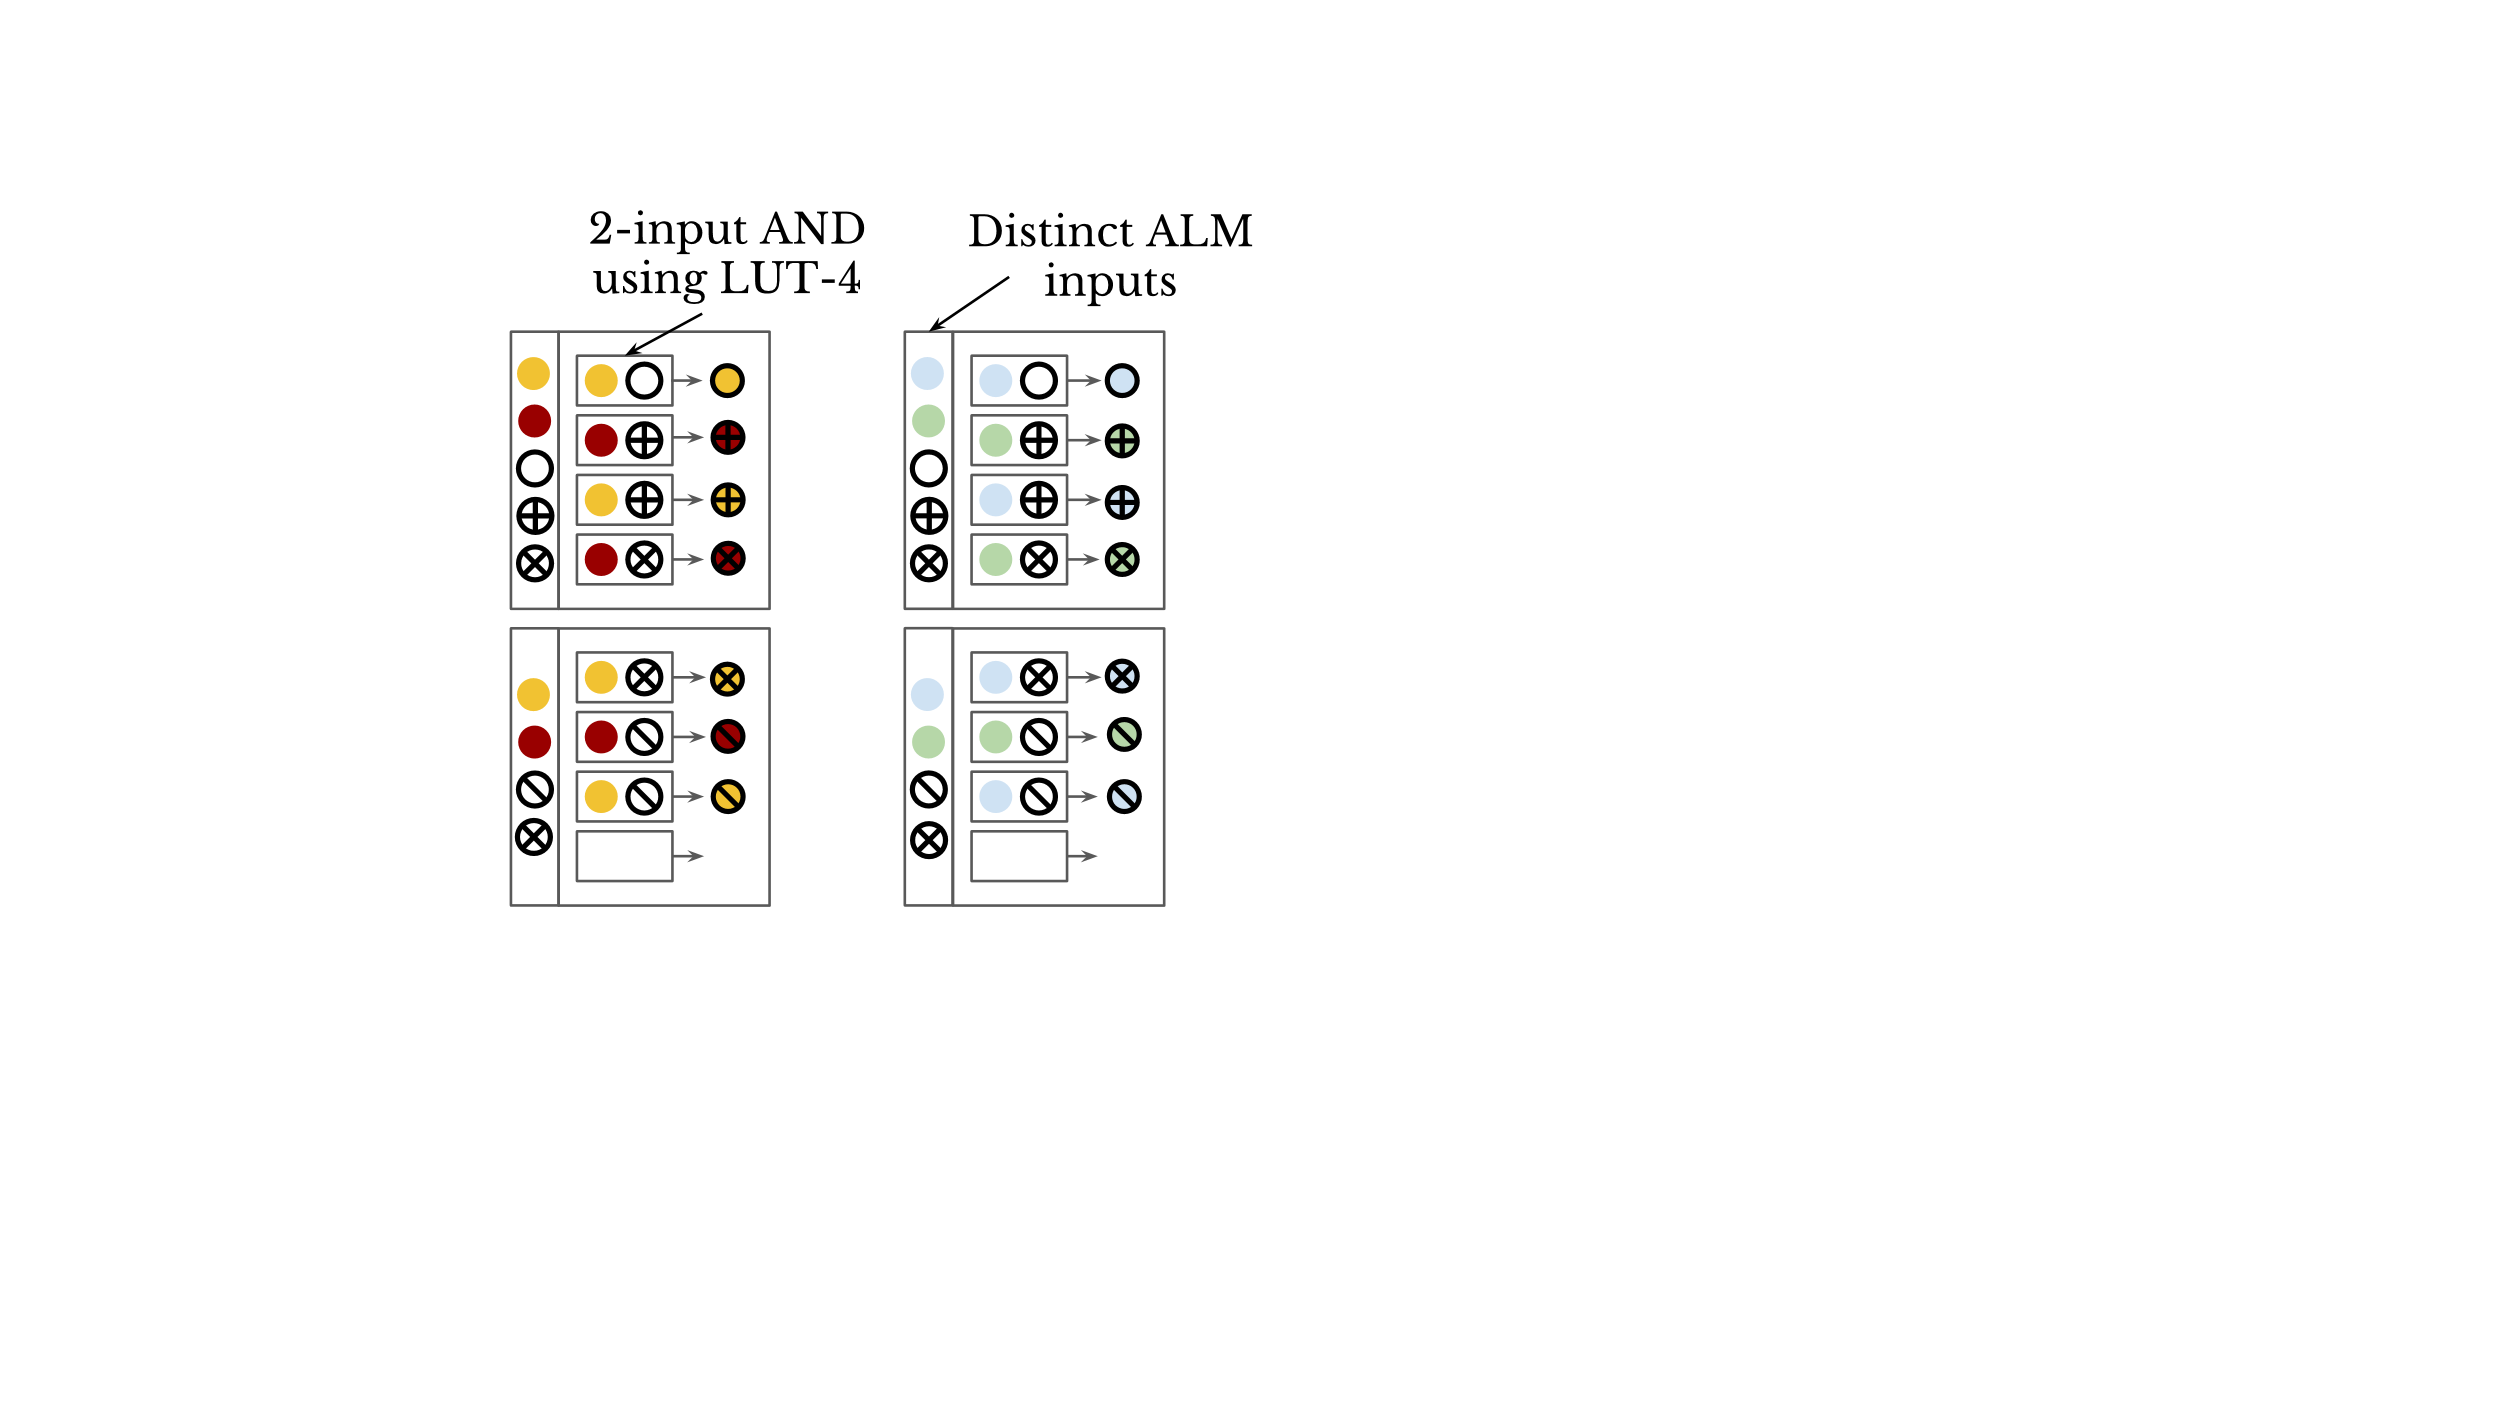 2-input AND
using LUT-4
Distinct ALM
inputs